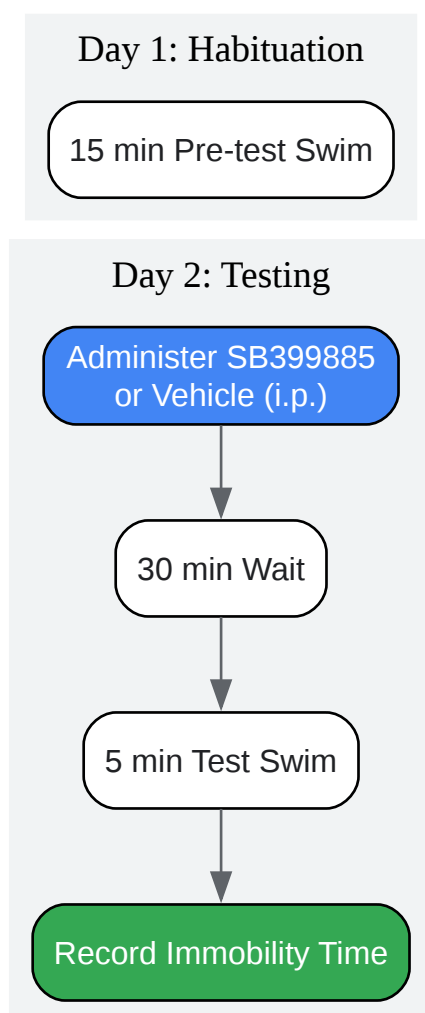 Day 1: Habituation
15 min Pre-test Swim
Day 2: Testing
Administer SB399885
or Vehicle (i.p.)
30 min Wait
5 min Test Swim
Record Immobility Time